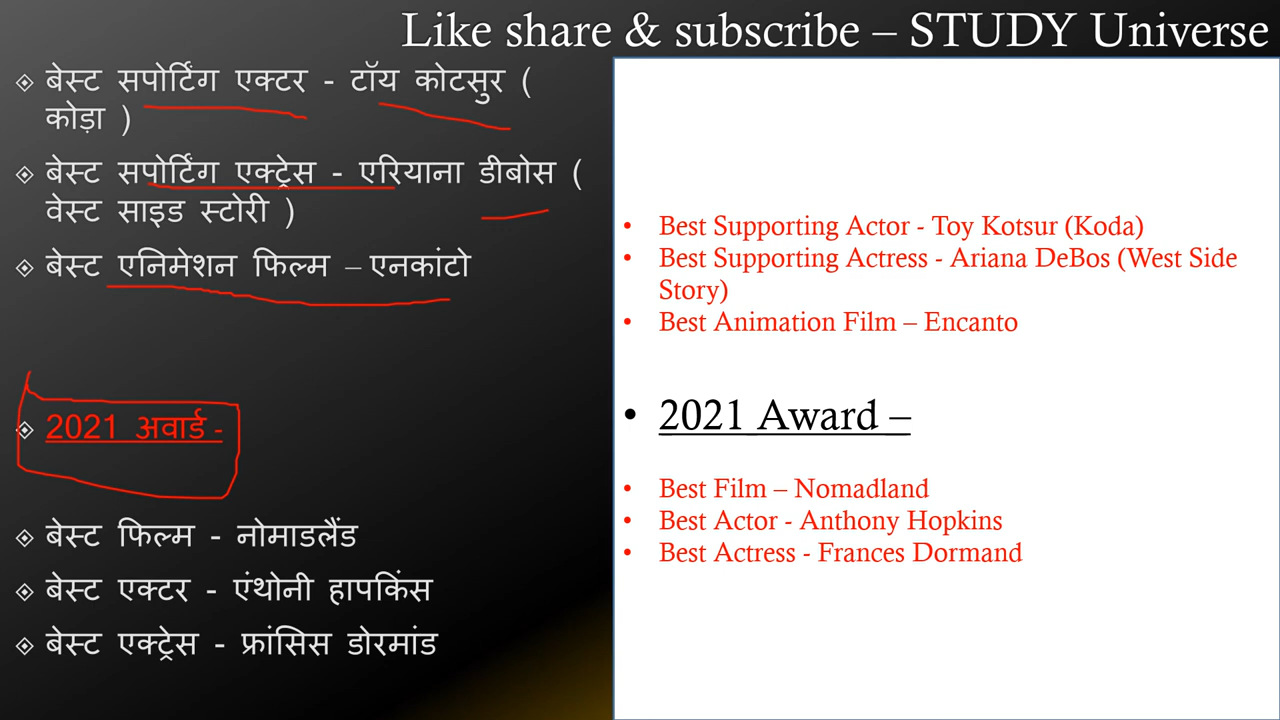 Like share & subscribe – STUDY Universe
बेस्ट सपोर्टिंग एक्टर - टॉय कोटसुर (
कोड़ा )
बेस्ट सपोर्टिंग एक्ट्रेस - एरियाना डीबोस (
वेस्ट साइड स्टोरी )
बेस्ट एनिमेशन फिल्म – एनकांटो
2021 अवार्ड -
बेस्ट फिल्म - नोमाडलैंड
बेस्ट एक्टर - एंथोनी हापकिंस
बेस्ट एक्ट्रेस - फ्रांसिस डोरमांड
• Best Supporting Actor - Toy Kotsur (Koda)
• Best Supporting Actress - Ariana DeBos (West Side
Story)
• Best Animation Film – Encanto
• 2021 Award –
• Best Film – Nomadland
• Best Actor - Anthony Hopkins
• Best Actress - Frances Dormand